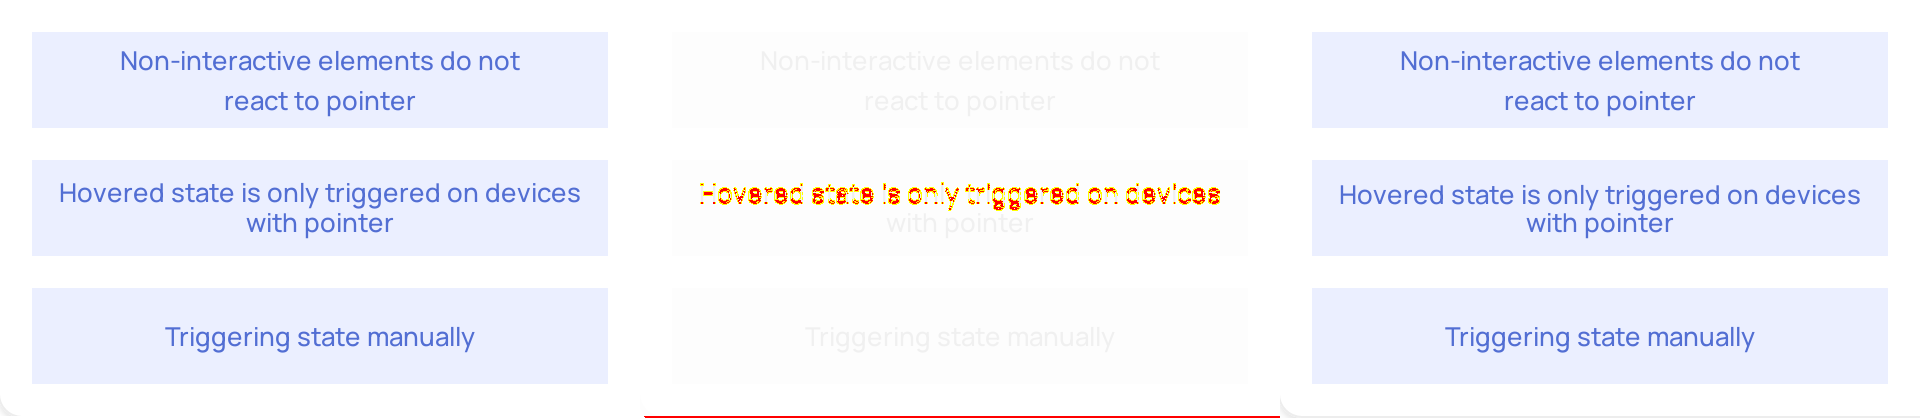 Non-interactive elements do not
react to pointer
Hovered state is only triggered on devices
with pointer
Triggering state manually
Non-interactive elements do not
react to pointer
Hovered state is only triggered on devices
with pointer
Triggering state manually
Non-interactive elements do not
react to pointer
Hovered state is only triggered on devices
with pointer
Triggering state manually